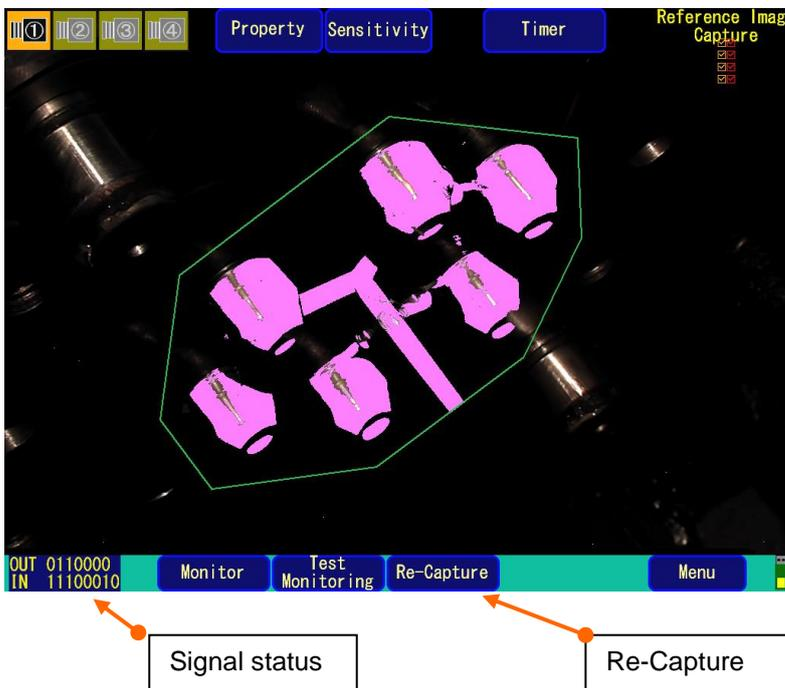 ① ② ③ ④ Property Sensitivity Timer Reference Imag
Capture
OUT 0110000
IN 11100010
Monitor
Test
Monitoring
Re-Capture
Menu
Signal status
Re-Capture